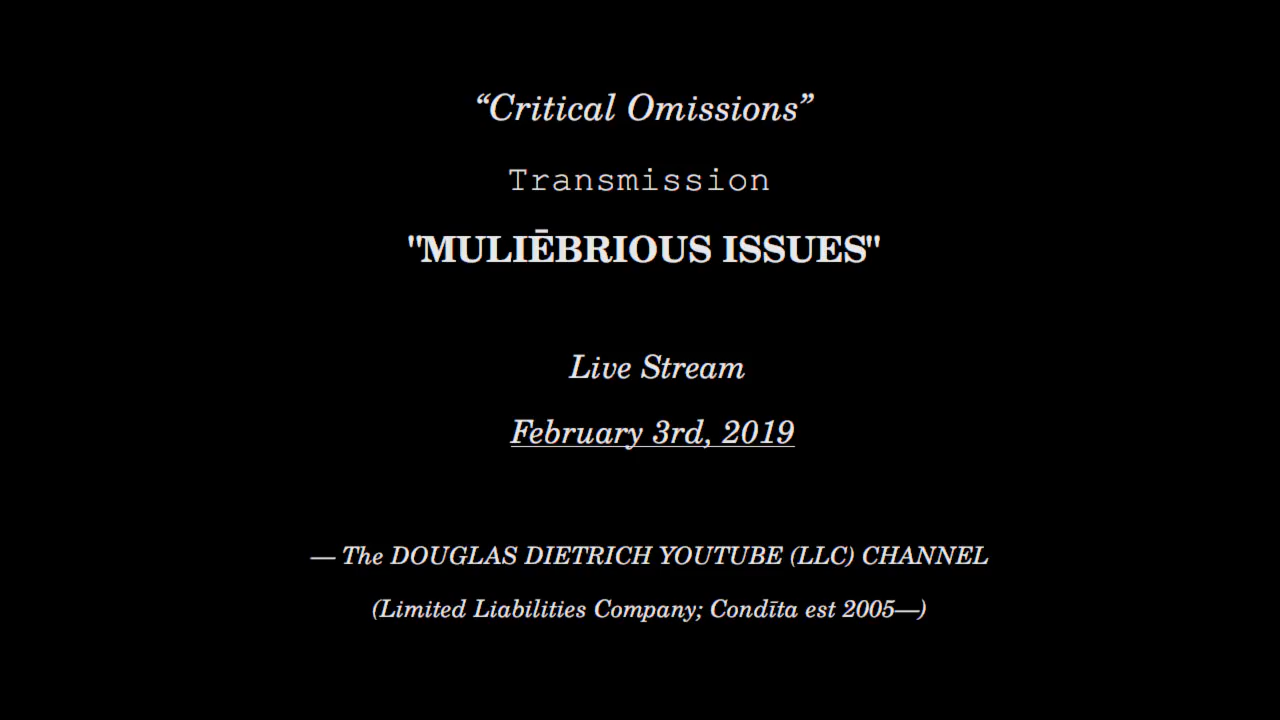 “Critical Omissions”
Transmission
"MULIĒBRIOUS ISSUES"
Live Stream
February 3rd, 2019
— The DOUGLAS DIETRICH YOUTUBE (LLC) CHANNEL
(Limited Liabilities Company; Condīta est 2005—)